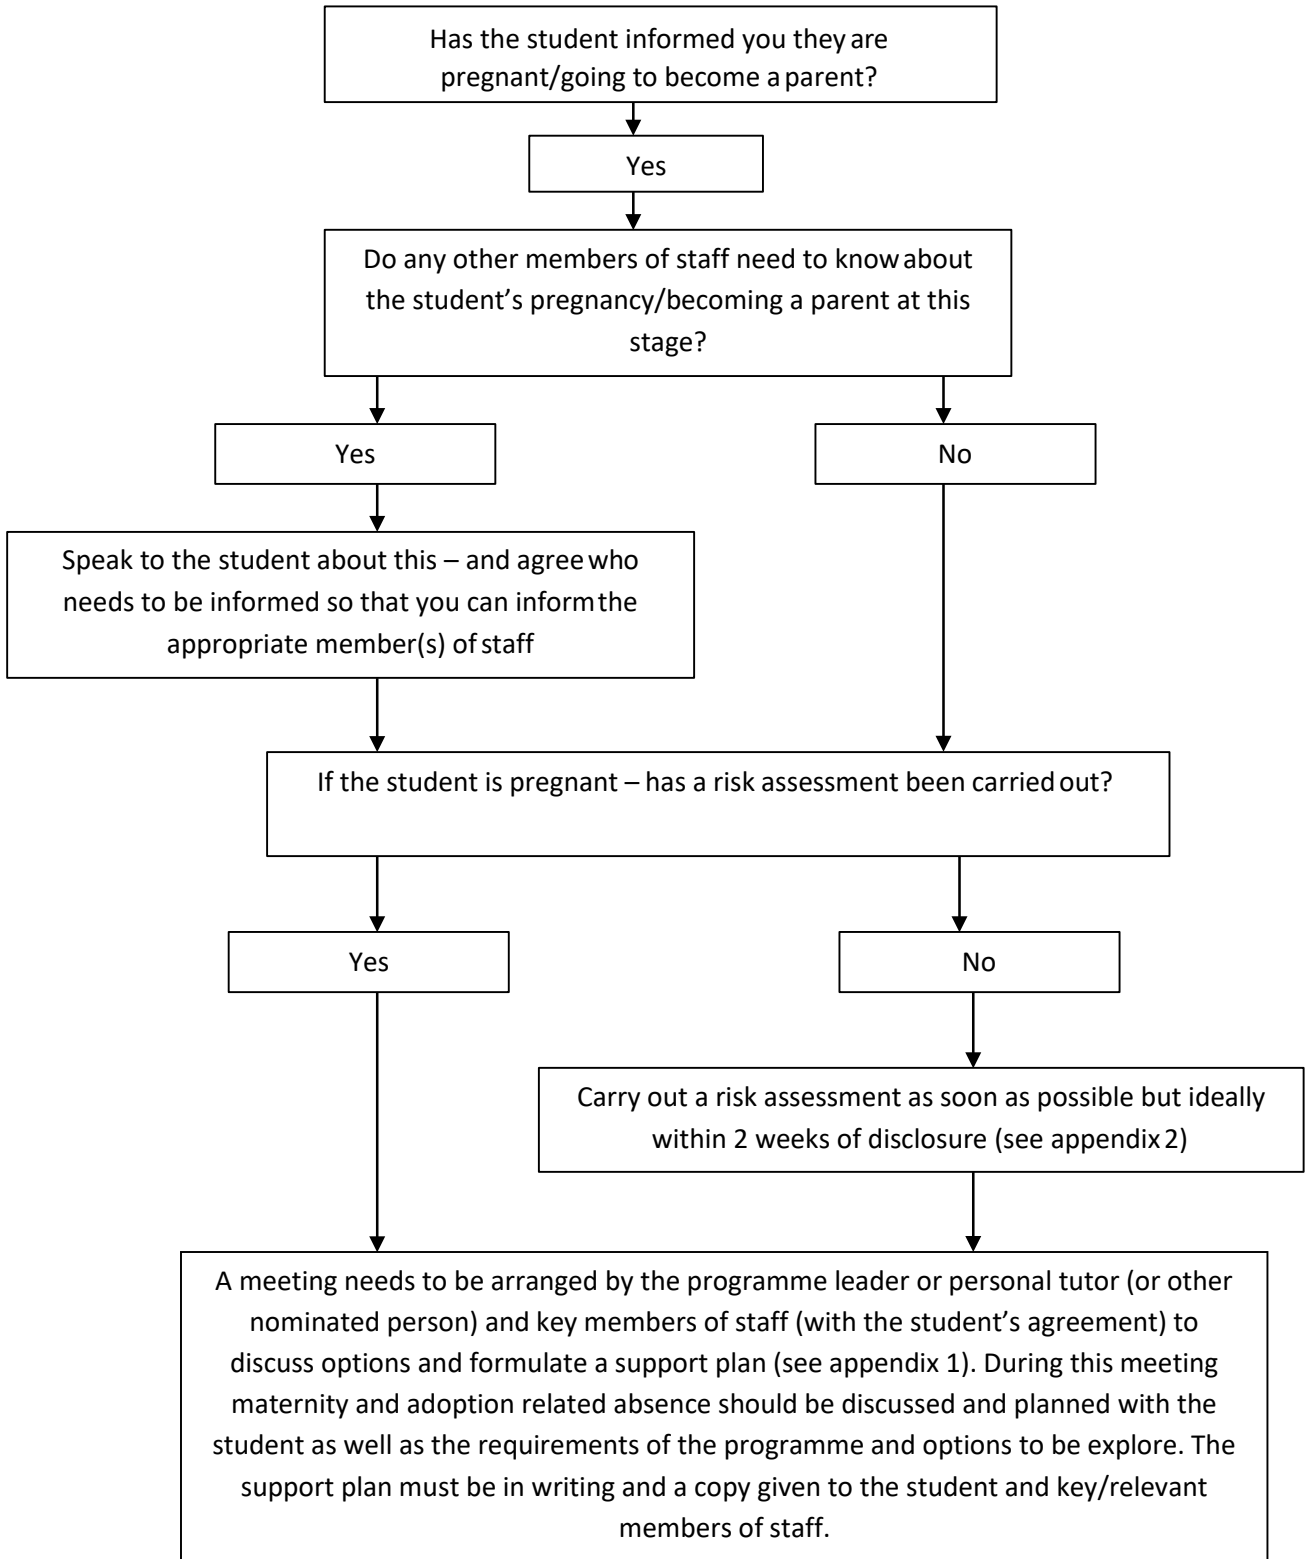 Has the student informed you they are
pregnant/going to become a parent?
Yes
Do any other members of staff need to know about
the student’s pregnancy/becoming a parent at this
stage?
Yes
No
Speak to the student about this – and agree who
needs to be informed so that you can inform the
appropriate member(s) of staff
If the student is pregnant – has a risk assessment been carried out?
Yes
No
Carry out a risk assessment as soon as possible but ideally
within 2 weeks of disclosure (see appendix 2)
A meeting needs to be arranged by the programme leader or personal tutor (or other
nominated person) and key members of staff (with the student’s agreement) to
discuss options and formulate a support plan (see appendix 1). During this meeting
maternity and adoption related absence should be discussed and planned with the
student as well as the requirements of the programme and options to be explore. The
support plan must be in writing and a copy given to the student and key/relevant
members of staff.